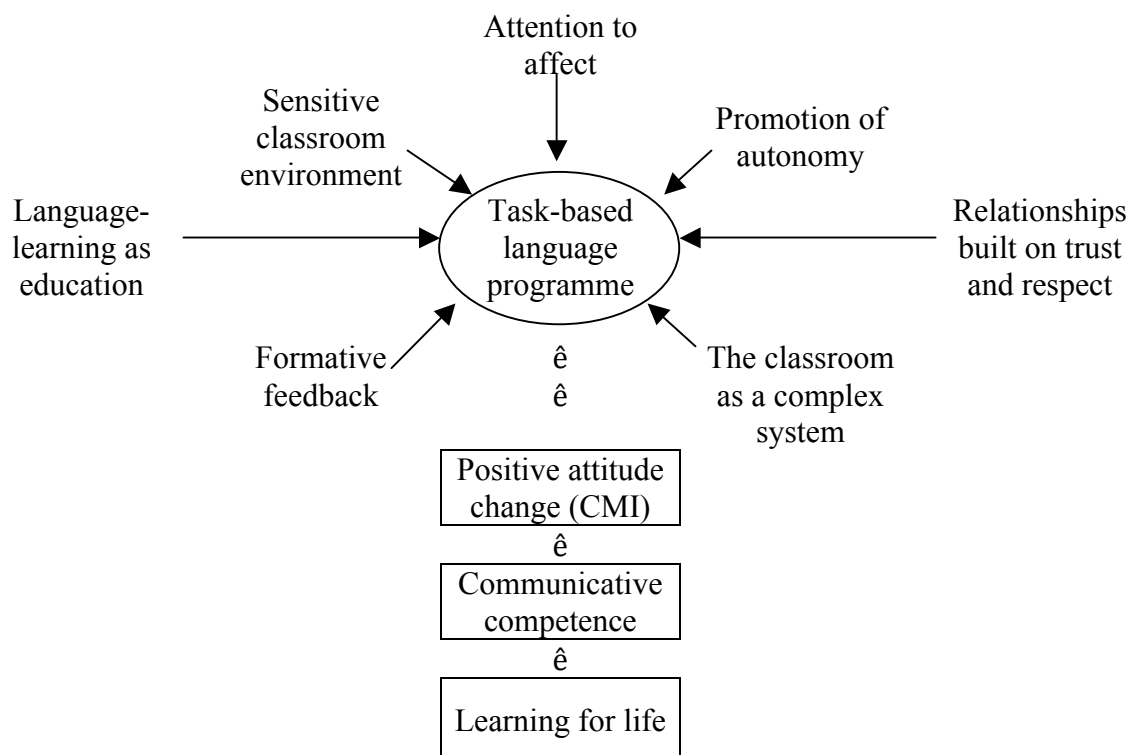 Attention to
affect
Sensitive
classroom
environment
Promotion of
autonomy
Language-
learning as
education
Task-based
language
programme
Relationships
built on trust
and respect
Formative
feedback
ê
ê
The classroom
as a complex
system
Positive attitude
change (CMI)
ê
Communicative
competence
ê
Learning for life